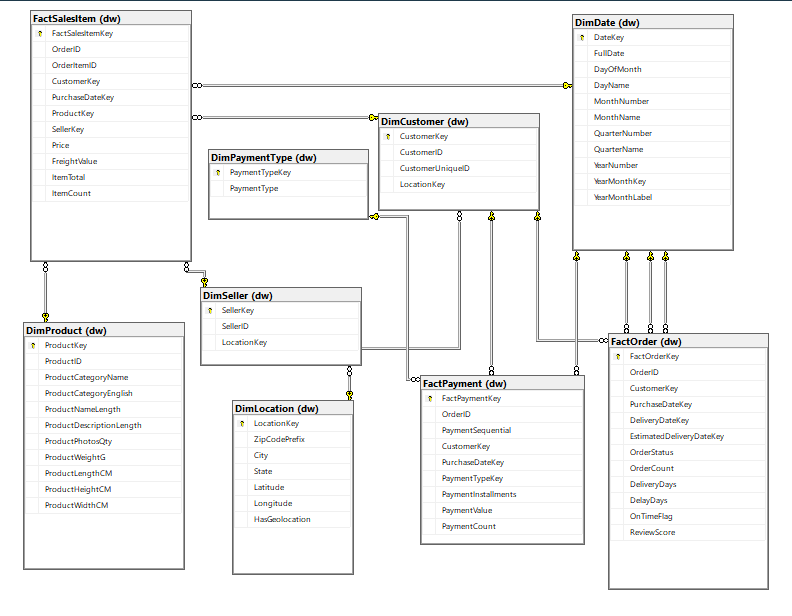 FactSalesItem (dw)
FactSalesItemKey
OrderID
OrderItemID
CustomerKey
PurchaseDateKey
ProductKey
SellerKey
Price
FreightValue
ItemTotal
ItemCount
DimDate (dw)
DateKey
FullDate
DayOfMonth
DayName
MonthNumber
MonthName
QuarterNumber
QuarterName
YearNumber
YearMonthKey
YearMonthLabel
DimCustomer (dw)
CustomerKey
CustomerID
CustomerUniqueID
LocationKey
DimPaymentType (dw)
PaymentTypeKey
PaymentType
DimSeller (dw)
SellerKey
SellerID
LocationKey
DimProduct (dw)
ProductKey
ProductID
ProductCategoryName
ProductCategoryEnglish
ProductNameLength
ProductDescriptionLength
ProductPhotosQty
ProductWeightG
ProductLengthCM
ProductHeightCM
ProductWidthCM
DimLocation (dw)
LocationKey
ZipCodePrefix
City
State
Latitude
Longitude
HasGeolocation
FactPayment (dw)
FactPaymentKey
OrderID
PaymentSequential
CustomerKey
PurchaseDateKey
PaymentTypeKey
PaymentInstallments
PaymentValue
PaymentCount
FactOrder (dw)
FactOrderKey
OrderID
CustomerKey
PurchaseDateKey
DeliveryDateKey
EstimatedDeliveryDateKey
OrderStatus
OrderCount
DeliveryDays
DelayDays
OnTimeFlag
ReviewScore